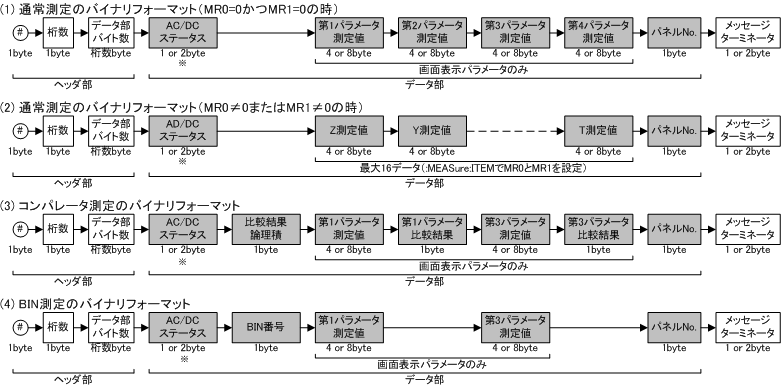 (1) 通常測定のバイナリフォーマット(MR0=0かつMR1=0の時)
# 桁数 データ部バイト数 AC/DCステータス 第1パラメータ測定値 第2パラメータ測定値 第3パラメータ測定値 第4パラメータ測定値 パネルNo. メッセージターミネータ
1byte 1byte 桁数byte 1 or 2byte 4 or 8byte 4 or 8byte 4 or 8byte 4 or 8byte 1byte 1 or 2byte
※
画面表示パラメータのみ
ヘッダ部 データ部
(2) 通常測定のバイナリフォーマット(MR0≠0またはMR1≠0の時)
# 桁数 データ部バイト数 AD/DCステータス Z測定値 Y測定値 T測定値 パネルNo. メッセージターミネータ
1byte 1byte 桁数byte 1 or 2byte 4 or 8byte 4 or 8byte 4 or 8byte 1byte 1 or 2byte
※
最大16データ(:MEASure:ITEMでMR0とMR1を設定)
ヘッダ部 データ部
(3) コンパレータ測定のバイナリフォーマット
# 桁数 データ部バイト数 AC/DCステータス 比較結果論理積 第1パラメータ測定値 第1パラメータ比較結果 第3パラメータ測定値 第3パラメータ比較結果 パネルNo. メッセージターミネータ
1byte 1byte 桁数byte 1 or 2byte 1byte 4 or 8byte 1byte 4 or 8byte 1byte 1byte 1 or 2byte
※
画面表示パラメータのみ
ヘッダ部 データ部
(4) BIN測定のバイナリフォーマット
# 桁数 データ部バイト数 AC/DCステータス BIN番号 第1パラメータ測定値 第3パラメータ測定値 パネルNo. メッセージターミネータ
1byte 1byte 桁数byte 1 or 2byte 1byte 4 or 8byte 4 or 8byte 1byte 1 or 2byte
※
画面表示パラメータのみ
ヘッダ部 データ部